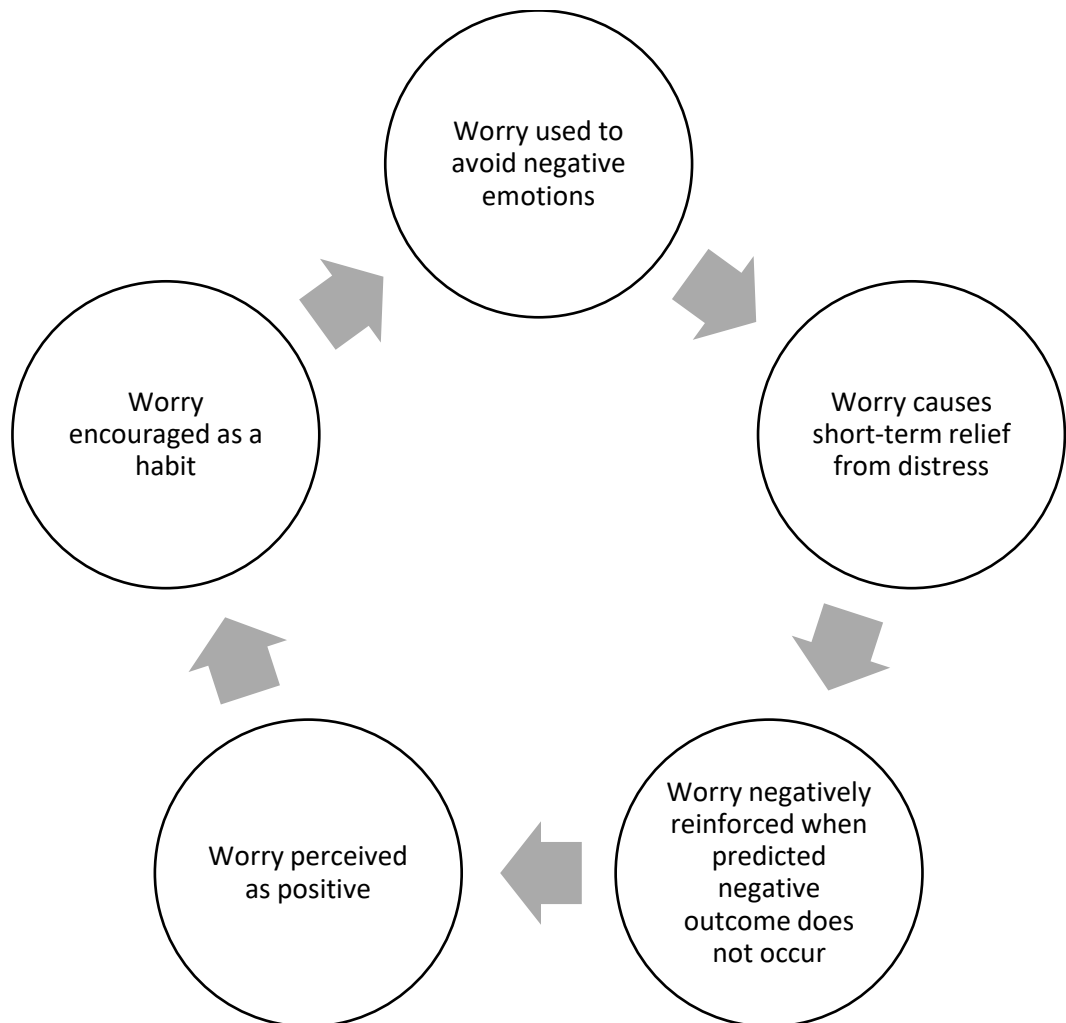 Worry used to
avoid negative
emotions
Worry causes
short-term relief
from distress
Worry negatively
reinforced when
predicted
negative
outcome does
not occur
Worry perceived
as positive
Worry
encouraged as a
habit